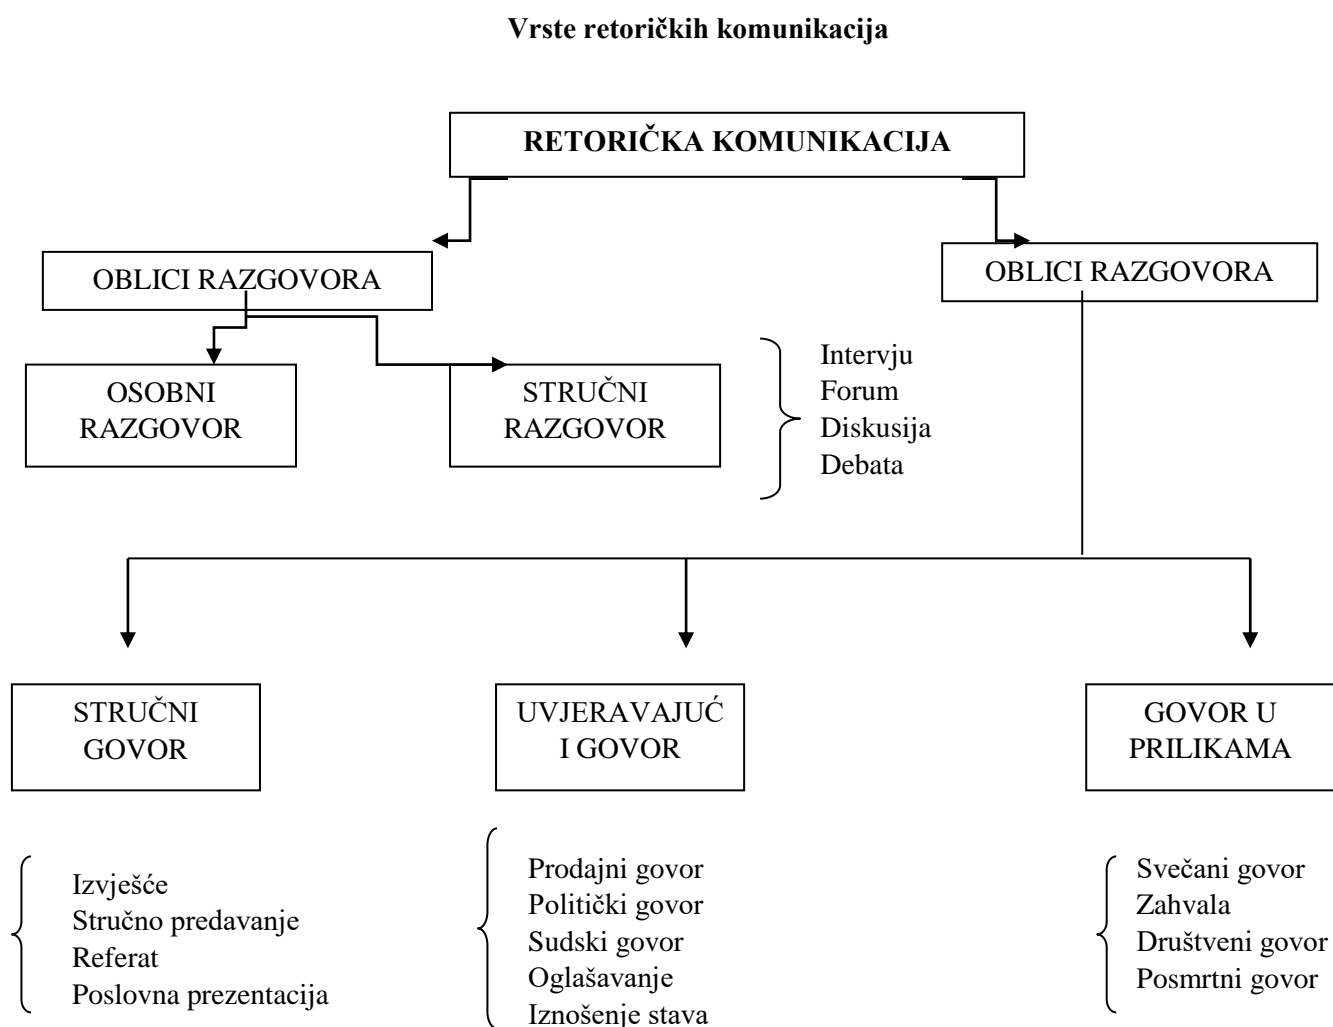 Vrste retoričkih komunikacija
RETORIČKA KOMUNIKACIJA
OBLICI RAZGOVORA
OBLICI RAZGOVORA
OSOBNI
RAZGOVOR
STRUČNI
RAZGOVOR
Intervju
Forum
Diskusija
Debata
STRUČNI
GOVOR
UVJERAVAJUĆ
I GOVOR
GOVOR U
PRILIKAMA
Izvješće
Stručno predavanje
Referat
Poslovna prezentacija
Prodajni govor
Politički govor
Sudski govor
Oglašavanje
Iznošenje stava
Svečani govor
Zahvala
Društveni govor
Posmrtni govor